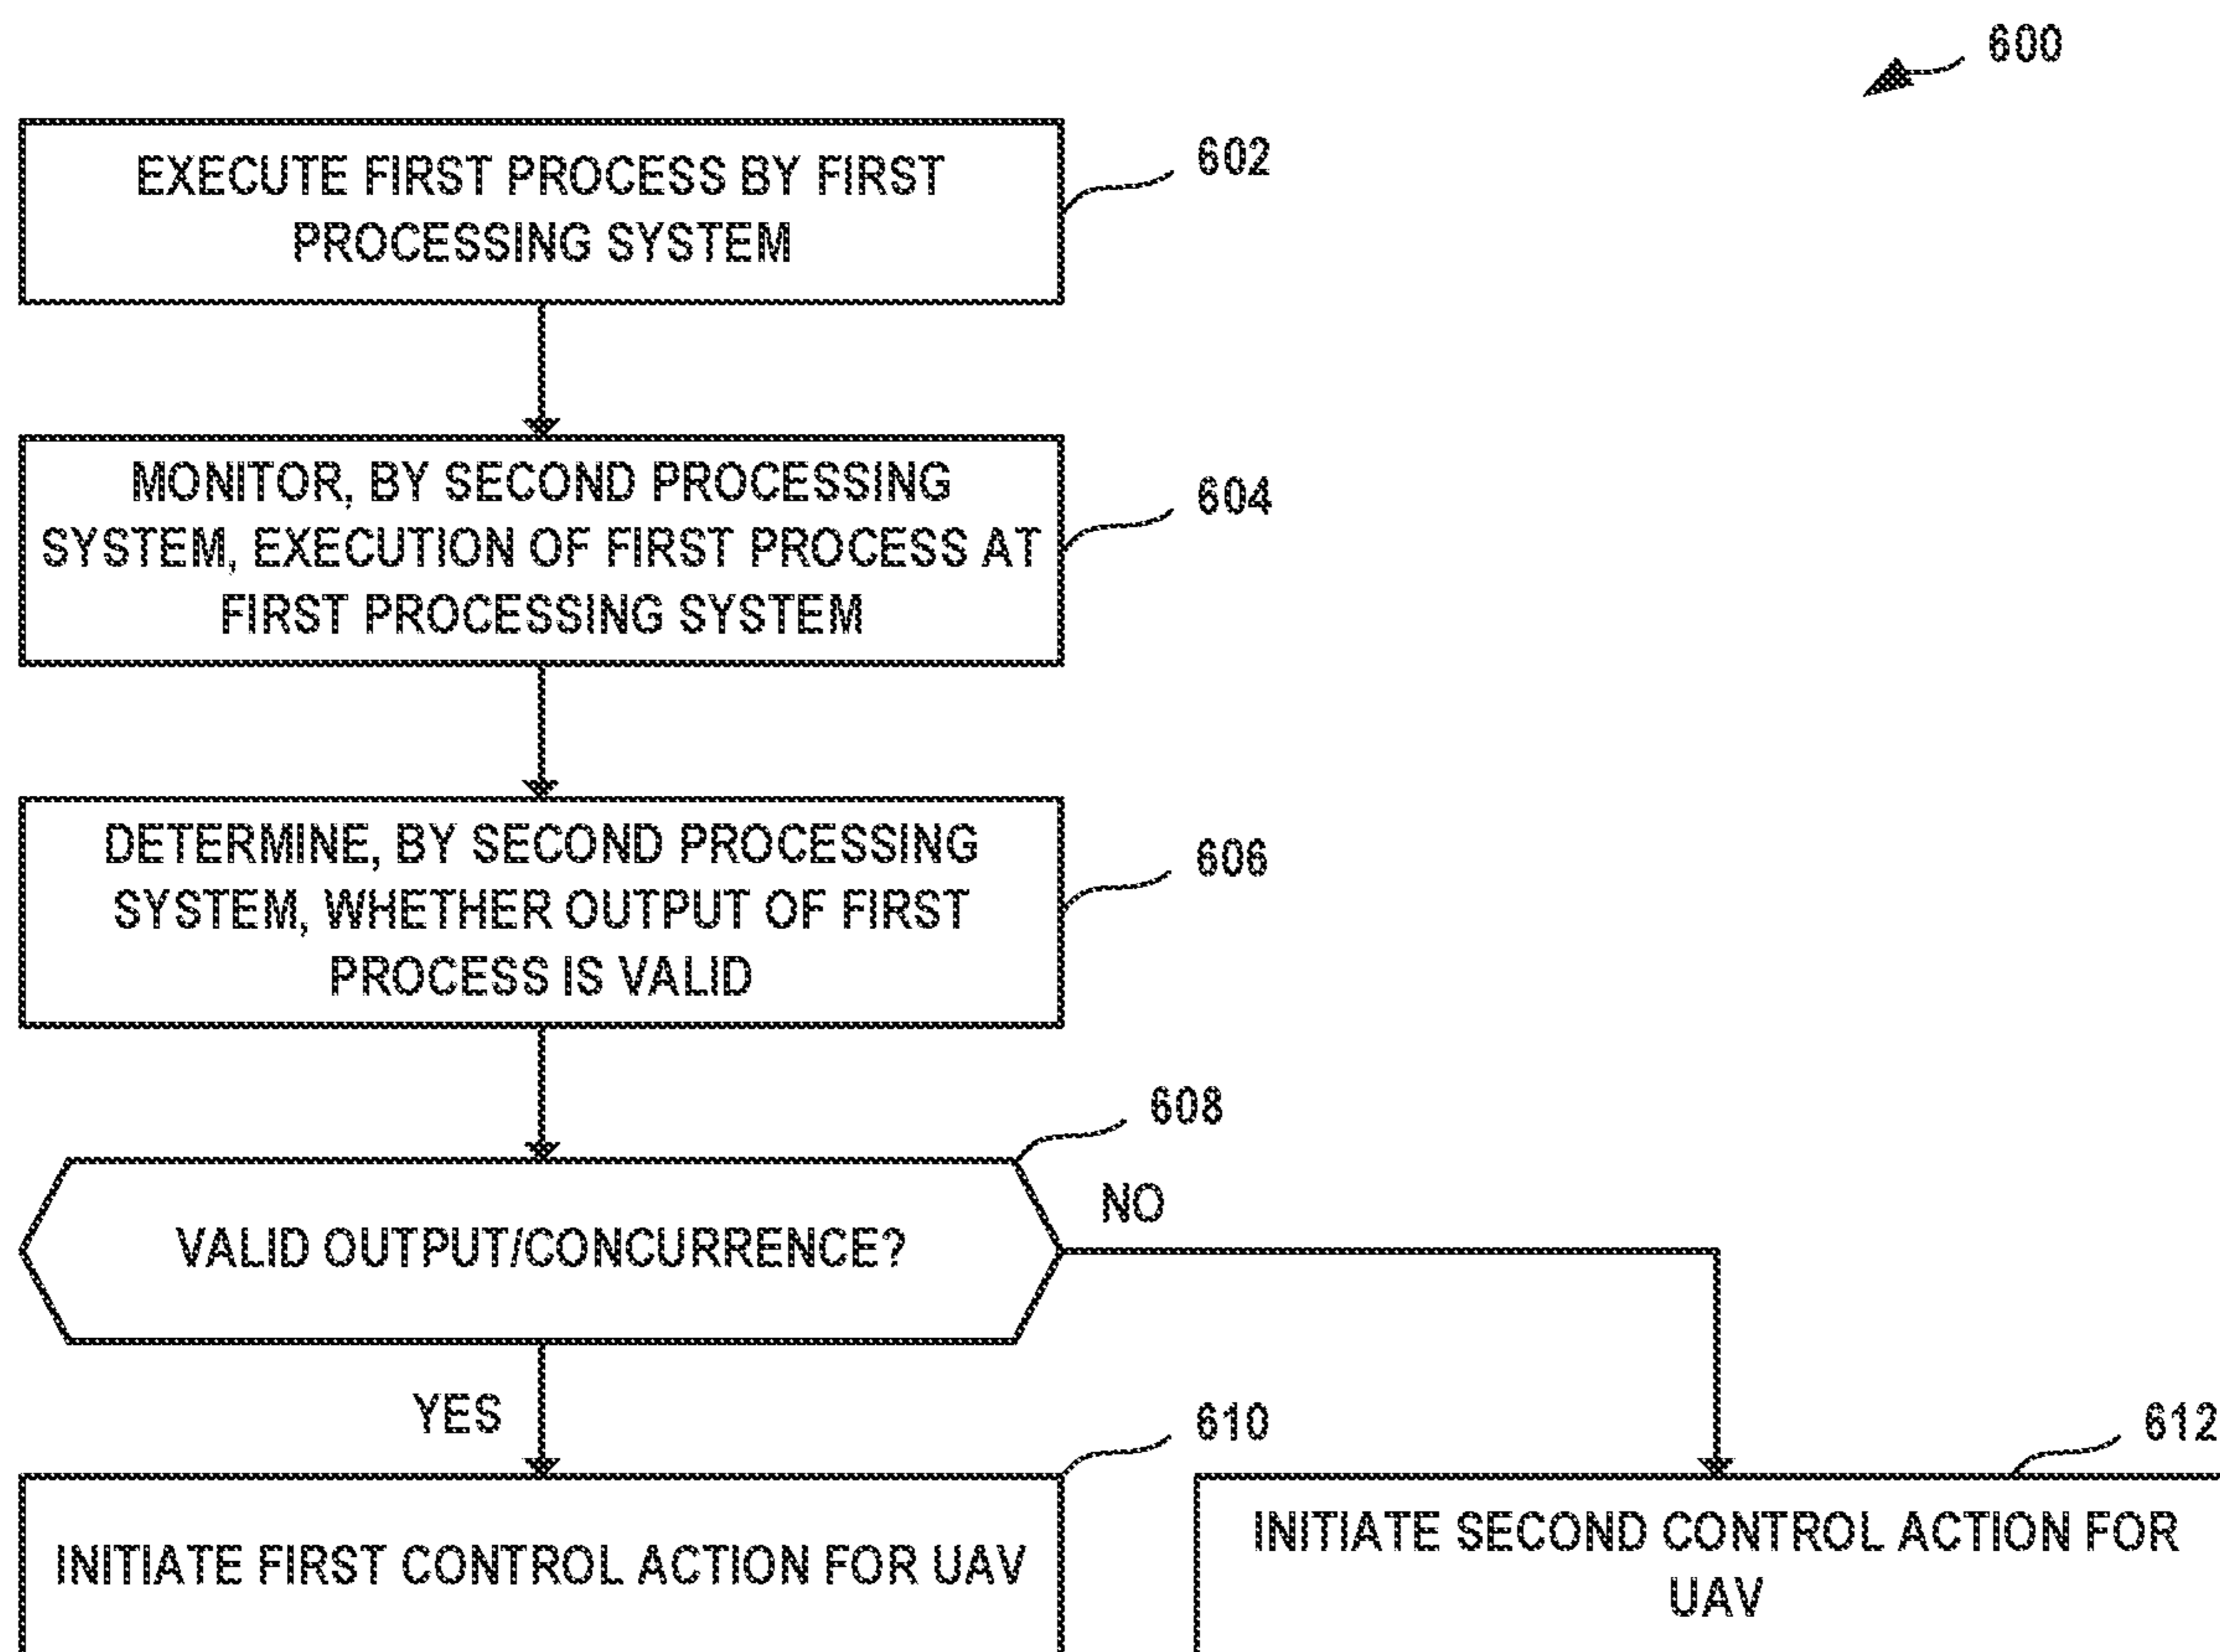 600
EXECUTE FIRST PROCESS BY FIRST
PROCESSING SYSTEM
602
MONITOR, BY SECOND PROCESSING
SYSTEM, EXECUTION OF FIRST PROCESS AT
FIRST PROCESSING SYSTEM
604
DETERMINE, BY SECOND PROCESSING
SYSTEM, WHETHER OUTPUT OF FIRST
PROCESS IS VALID
606
608
VALID OUTPUT/CONCURRENCE?
NO
YES
610
612
INITIATE FIRST CONTROL ACTION FOR UAV
INITIATE SECOND CONTROL ACTION FOR
UAV